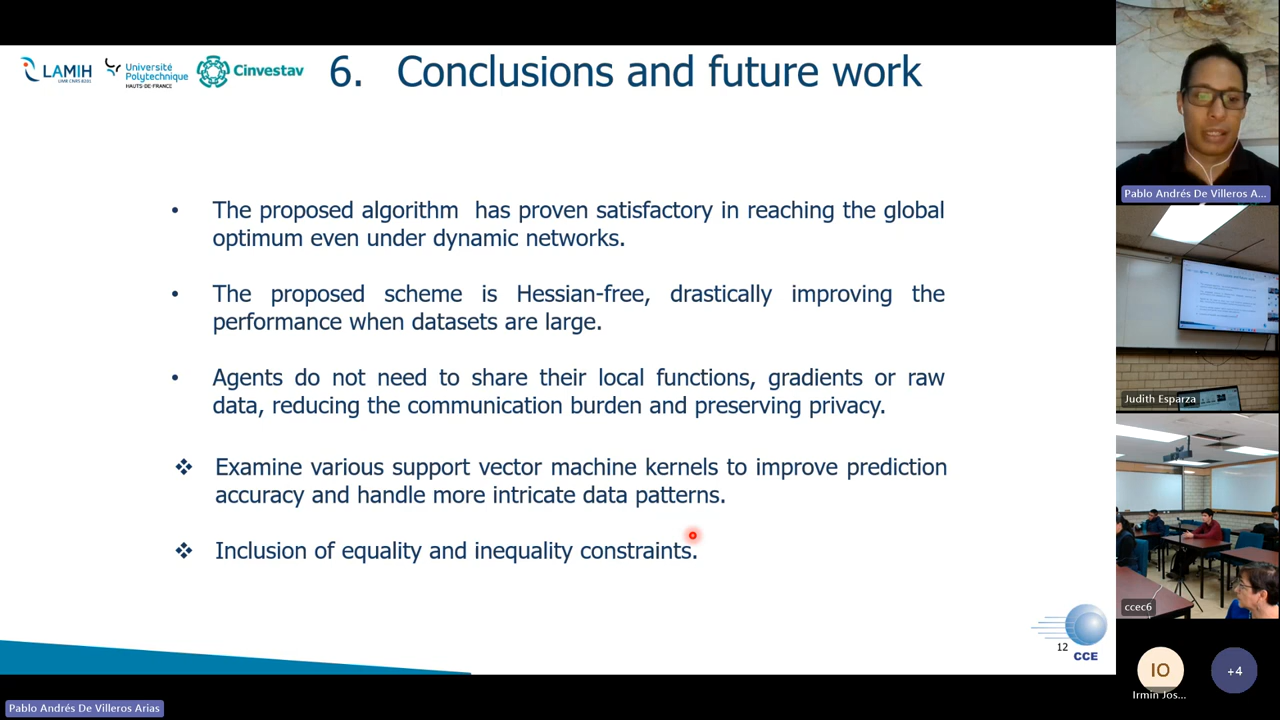 LAMIH
UMR CNRS 8201
Université
Polytechnique
HAUTS-DE-FRANCE
Cinvestav
6. Conclusions and future work
• The proposed algorithm has proven satisfactory in reaching the global
optimum even under dynamic networks.
• The proposed scheme is Hessian-free, drastically improving the
performance when datasets are large.
• Agents do not need to share their local functions, gradients or raw
data, reducing the communication burden and preserving privacy.
❖ Examine various support vector machine kernels to improve prediction
accuracy and handle more intricate data patterns.
❖ Inclusion of equality and inequality constraints.
12
CCE
Pablo Andrés De Villeros Arias
Pablo Andrés De Villeros A...
Judith Esparza
ccec6
IO
Irmin Jos...
+4